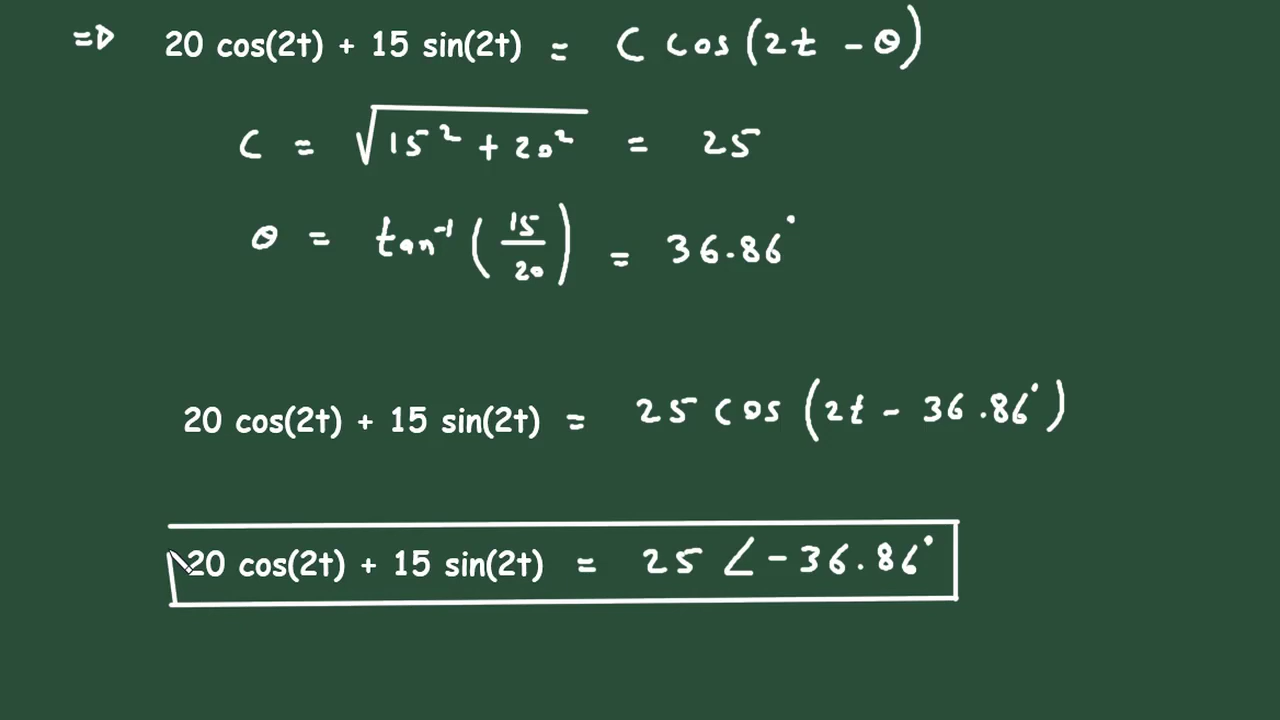 => 20 cos(2t) + 15 sin(2t) = C cos(2t - θ)
C = √15² + 20² = 25
θ = tan⁻¹ (15/20) = 36.86°
20 cos(2t) + 15 sin(2t) = 25 cos (2t - 36.86°)
20 cos(2t) + 15 sin(2t) = 25 ∠-36.86°